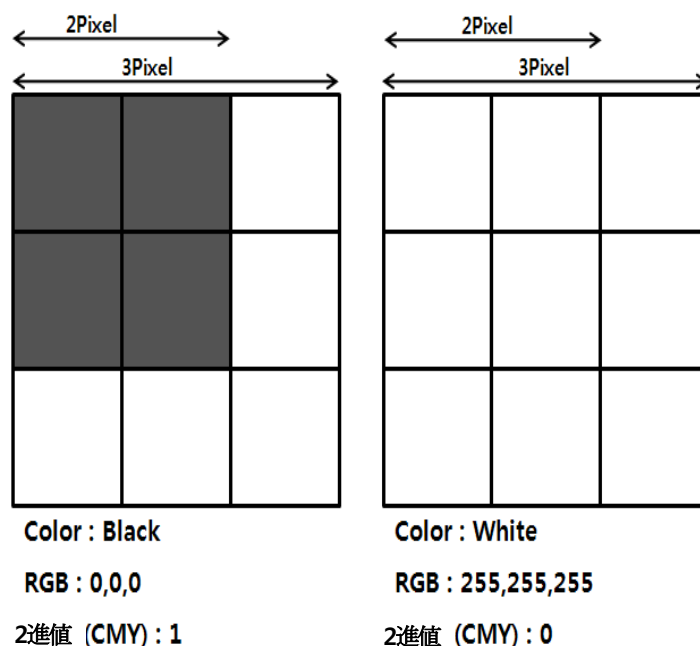 2Pixel
3Pixel
Color : Black
RGB : 0,0,0
2進値 (CMY) : 1
2Pixel
3Pixel
Color : White
RGB : 255,255,255
2進値 (CMY) : 0